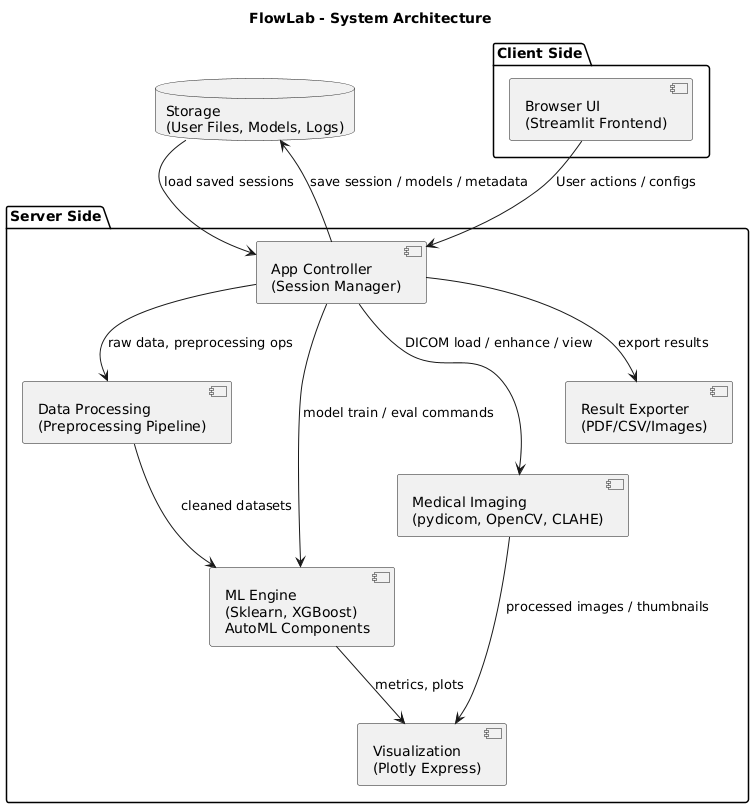 FlowLab - System Architecture
Client Side
Storage
(User Files, Models, Logs)
Browser UI
(Streamlit Frontend)
load saved sessions
save session / models / metadata
User actions / configs
Server Side
App Controller
(Session Manager)
raw data, preprocessing ops
DICOM load / enhance / view
export results
Data Processing
(Preprocessing Pipeline)
model train / eval commands
Result Exporter
(PDF/CSV/Images)
cleaned datasets
Medical Imaging
(pydicom, OpenCV, CLAHE)
ML Engine
(Sklearn, XGBoost)
AutoML Components
processed images / thumbnails
metrics, plots
Visualization
(Plotly Express)